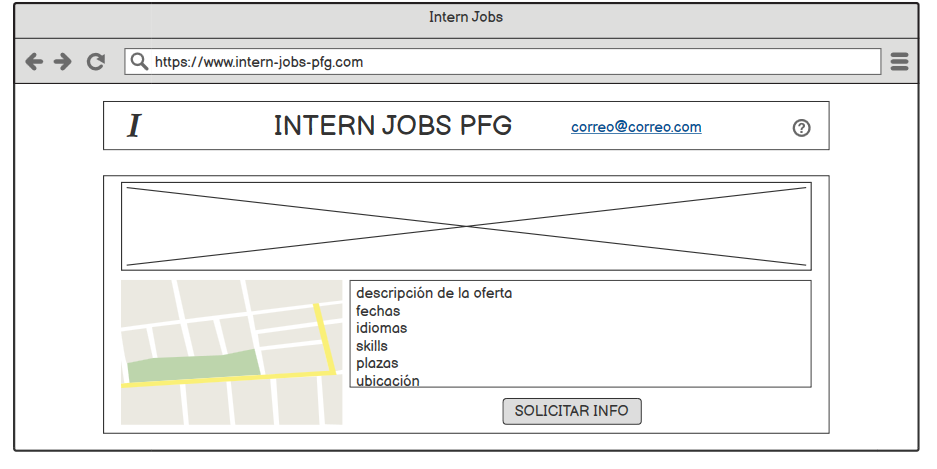 Intern Jobs
https://www.intern-jobs-pfg.com
I INTERN JOBS PFG correo@correo.com ?
descripción de la oferta
fechas
idiomas
skills
plazas
ubicación
SOLICITAR INFO